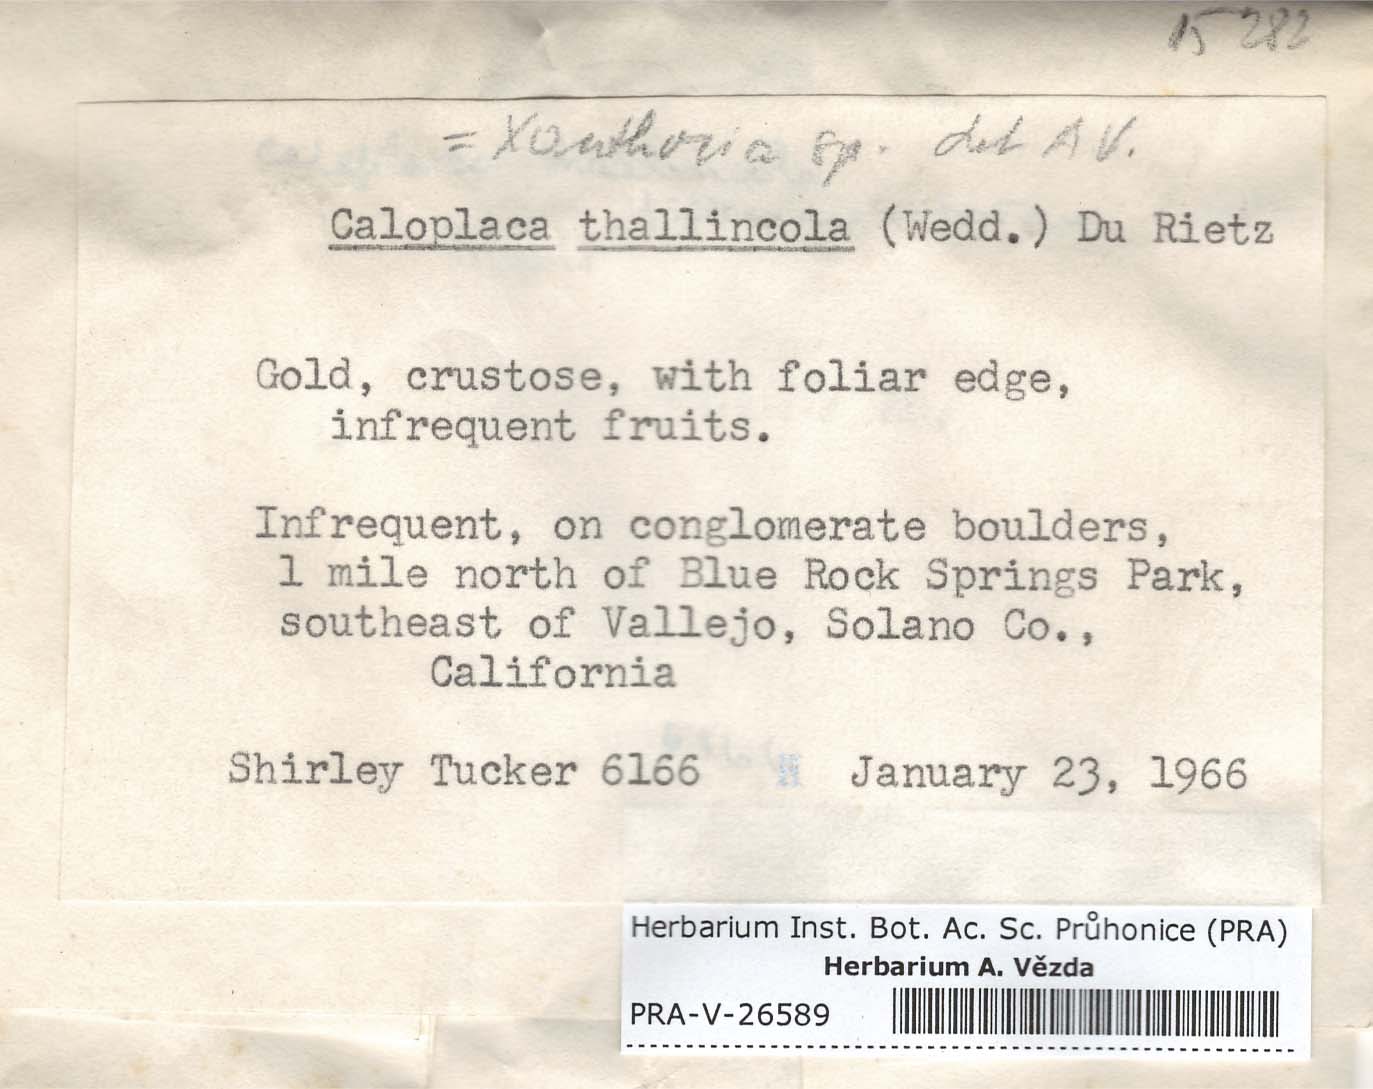 15282
= Xanthoria sp. det A V.
Caloplaca thallincola (Wedd.) Du Rietz
Gold, crustose, with foliar edge,
infrequent fruits.
Infrequent, on conglomerate boulders,
1 mile north of Blue Rock Springs Park,
southeast of Vallejo, Solano Co.,
California
Shirley Tucker 6166 January 23, 1966
Herbarium Inst. Bot. Ac. Sc. Průhonice (PRA)
Herbarium A. Vězda
PRA-V-26589